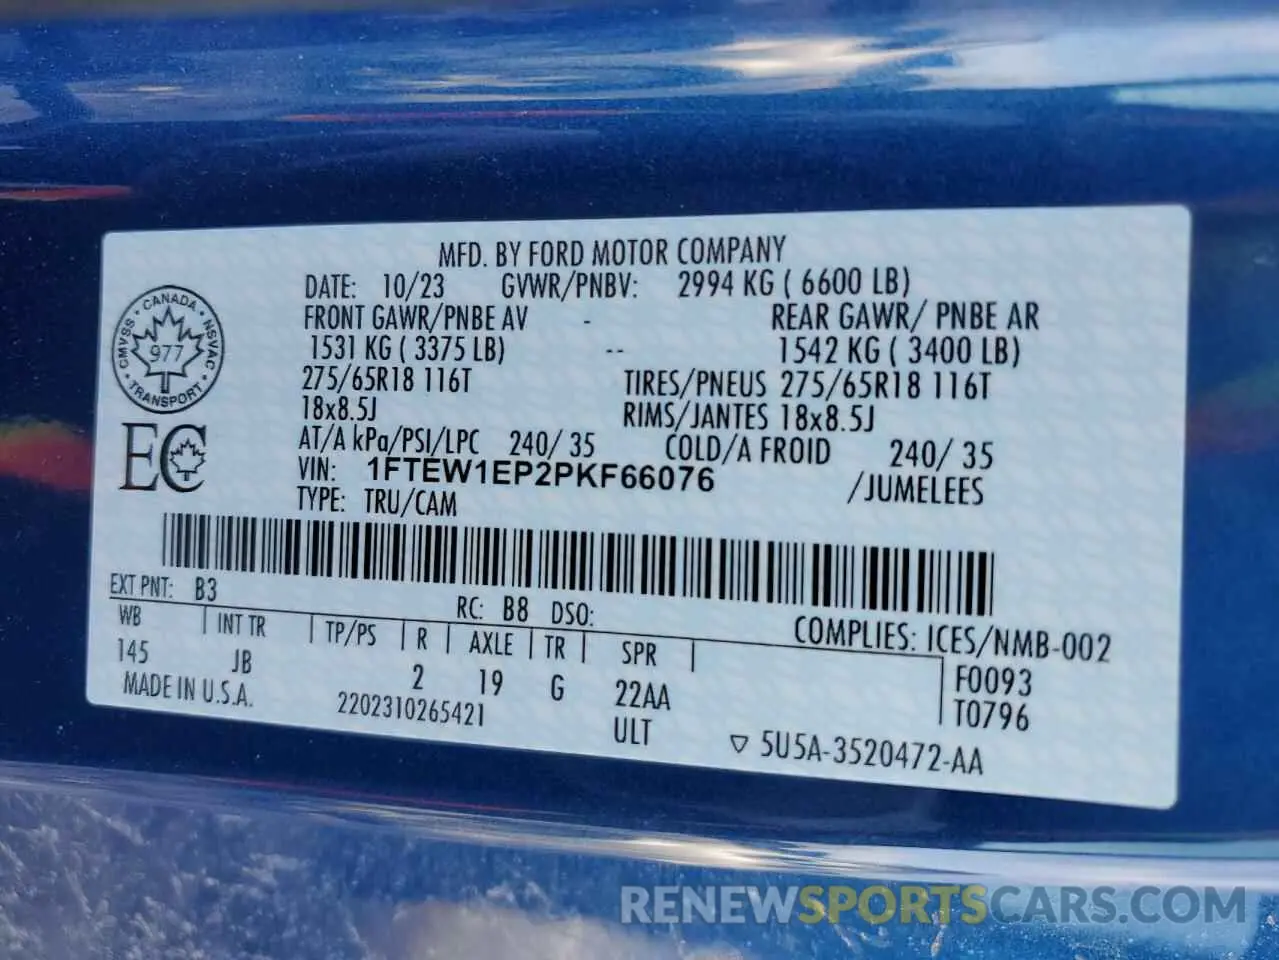 MFD. BY FORD MOTOR COMPANY
DATE: 10/23 GVWR/PNBV: 2994 KG ( 6600 LB)
FRONT GAWR/PNBE AV - REAR GAWR/ PNBE AR
1531 KG ( 3375 LB) -- 1542 KG ( 3400 LB)
275/65R18 116T TIRES/PNEUS 275/65R18 116T
18x8.5J RIMS/JANTES 18x8.5J
AT/A kPa/PSI/LPC 240/ 35 COLD/A FROID 240/ 35
VIN: 1FTEW1EP2PKF66076 /JUMELEES
TYPE: TRU/CAM
CANADA
CMVSS · NSVAC
977
TRANSPORT
EC
EXT PNT: B3 RC: B8 DSO:
WB INT TR TP/PS R AXLE TR SPR COMPLIES: ICES/NMB-002
145 JB 2 19 G 22AA F0093
T0796
MADE IN U.S.A. 2202310265421 ULT ▽ 5U5A-3520472-AA
RENEWSPORTSCARS.COM